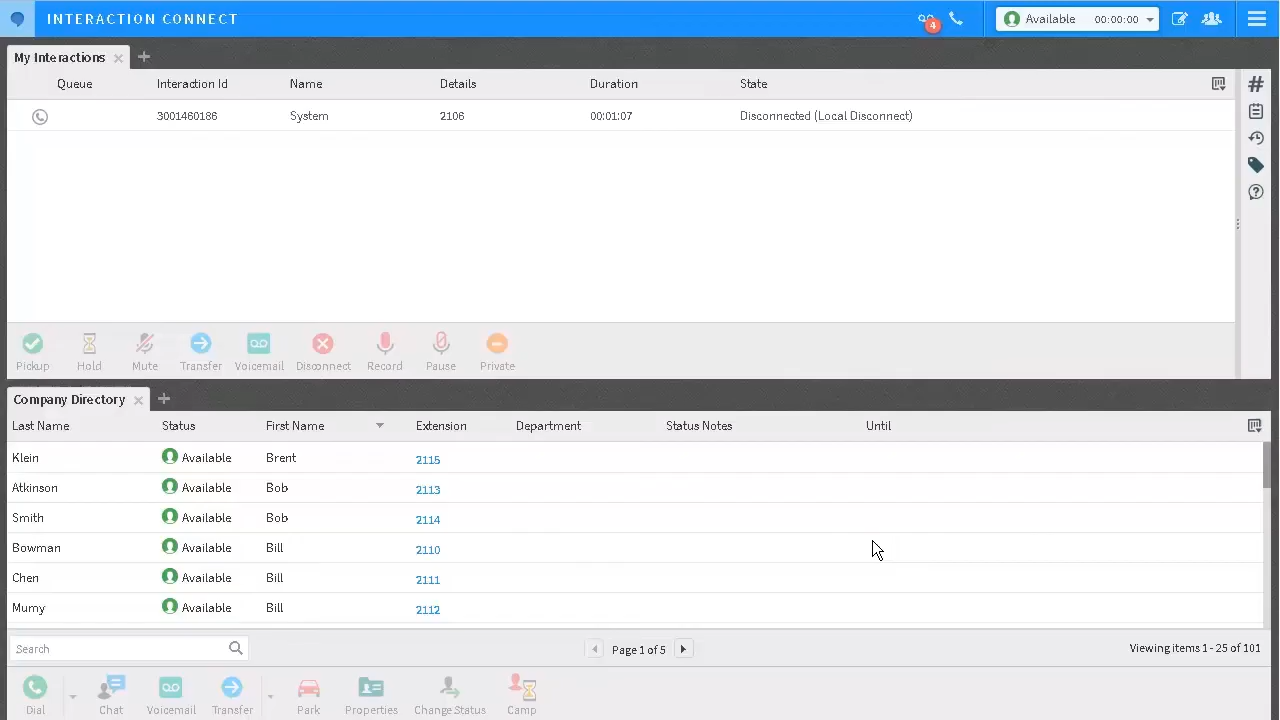 INTERACTION CONNECT
4
Available 00:00:00
My Interactions
Queue Interaction Id Name Details Duration State
3001460186 System 2106 00:01:07 Disconnected (Local Disconnect)
Pickup Hold Mute Transfer Voicemail Disconnect Record Pause Private
Company Directory
Last Name Status First Name Extension Department Status Notes Until
Klein Available Brent 2115
Atkinson Available Bob 2113
Smith Available Bob 2114
Bowman Available Bill 2110
Chen Available Bill 2111
Mumy Available Bill 2112
Search Page 1 of 5 Viewing items 1 - 25 of 101
Dial Chat Voicemail Transfer Park Properties Change Status Camp